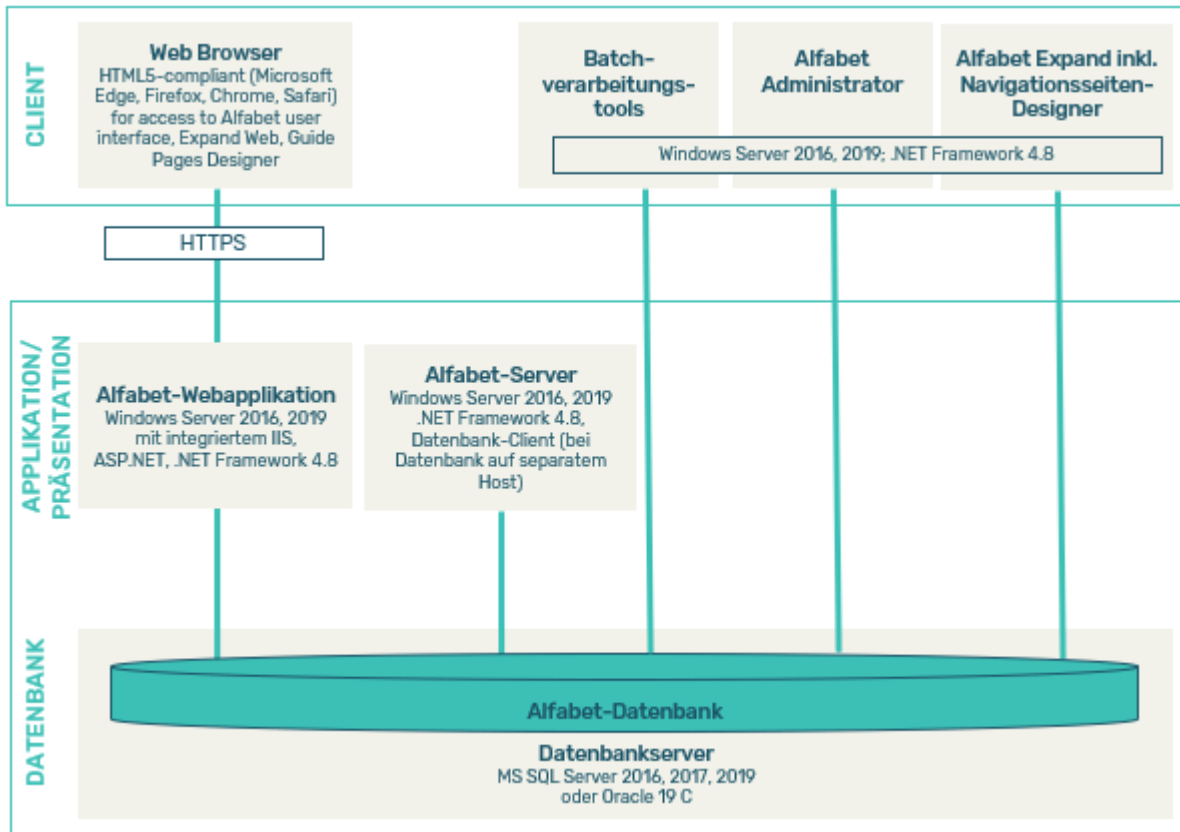 CLIENT
Web Browser
HTML5-compliant (Microsoft
Edge, Firefox, Chrome, Safari)
for access to Alfabet user
interface, Expand Web, Guide
Pages Designer
Batch-
verarbeitungs-
tools
Alfabet
Administrator
Alfabet Expand inkl.
Navigationsseiten-
Designer
Windows Server 2016, 2019; .NET Framework 4.8
HTTPS
APPLIKATION/
PRÄSENTATION
Alfabet-Webapplikation
Windows Server 2016, 2019
mit integriertem IIS,
ASP.NET, .NET Framework 4.8
Alfabet-Server
Windows Server 2016, 2019
.NET Framework 4.8,
Datenbank-Client (bei
Datenbank auf separatem
Host)
DATENBANK
Alfabet-Datenbank
Datenbankserver
MS SQL Server 2016, 2017, 2019
oder Oracle 19 C